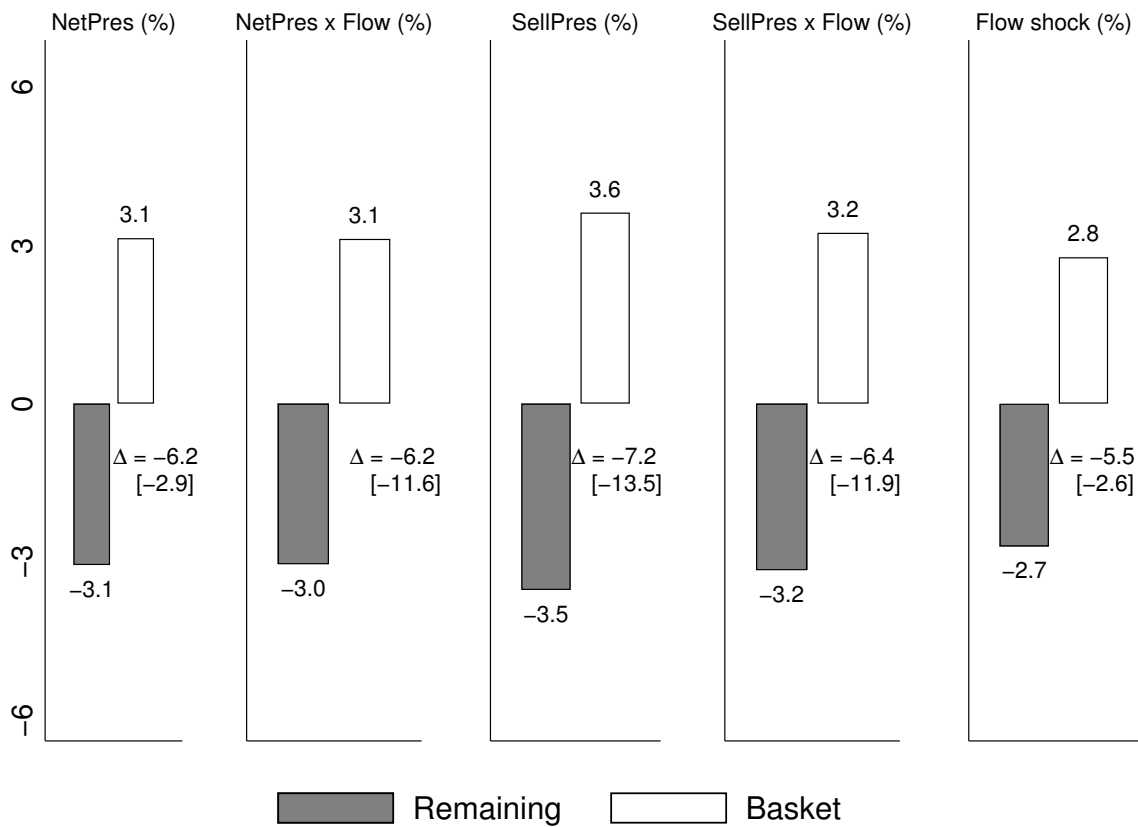 NetPres (%)
NetPres x Flow (%)
SellPres (%)
SellPres x Flow (%)
Flow shock (%)
6
3
0
−3
−6
3.1
−3.1
Δ = −6.2
[−2.9]
3.1
−3.0
Δ = −6.2
[−11.6]
3.6
−3.5
Δ = −7.2
[−13.5]
3.2
−3.2
Δ = −6.4
[−11.9]
2.8
−2.7
Δ = −5.5
[−2.6]
Remaining
Basket